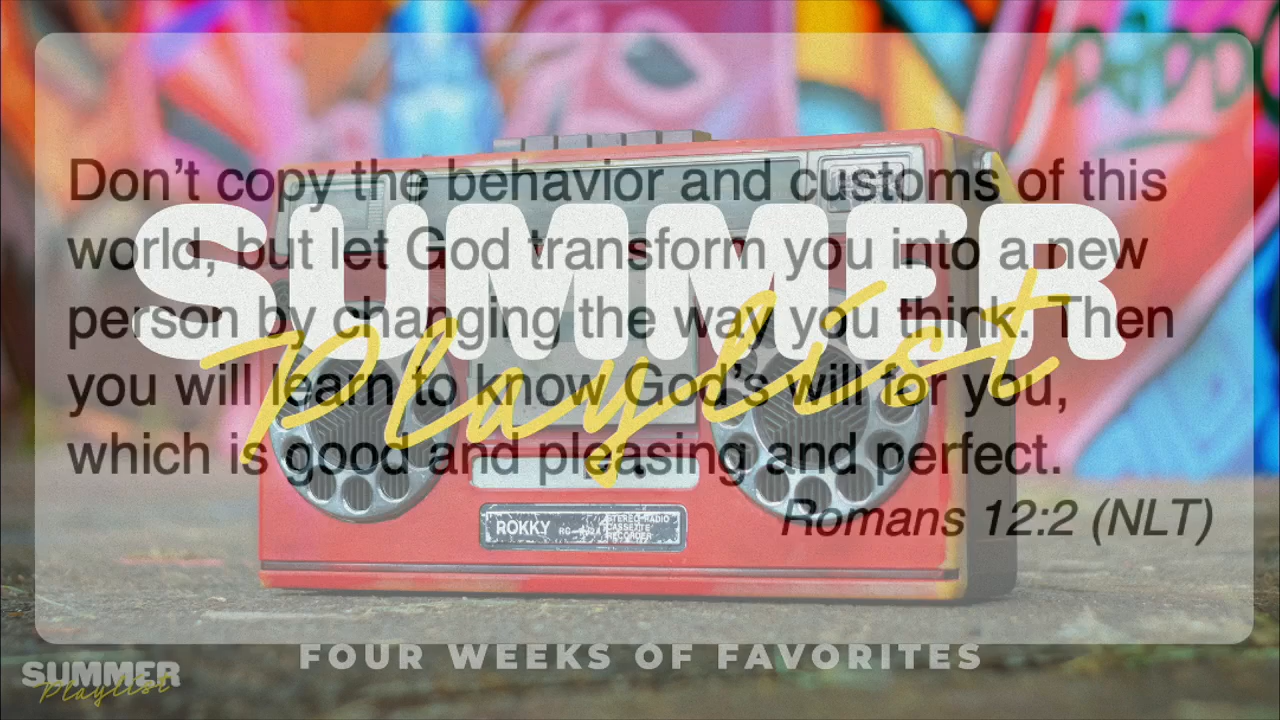 Don’t copy the behavior and customs of this
world, but let God transform you into a new
person by changing the way you think. Then
you will learn to know God’s will for you,
which is good and pleasing and perfect.
Romans 12:2 (NLT)
SUMMER
Playlist
ROKKY
STEREO RADIO
CASSETTE
RECORDER
FOUR WEEKS OF FAVORITES
SUMMER
Playlist